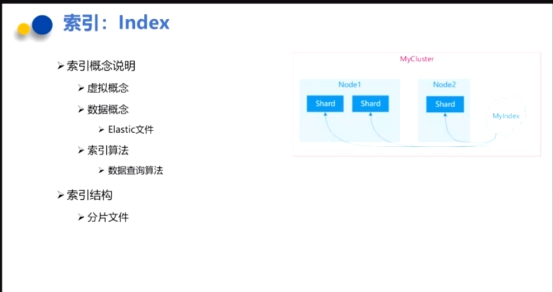 索引：Index
索引概念说明
虚拟概念
数据概念
Elastic文件
索引算法
数据查询算法
索引结构
分片文件
MyCluster
Node1
Node2
Shard
Shard
Shard
MyIndex